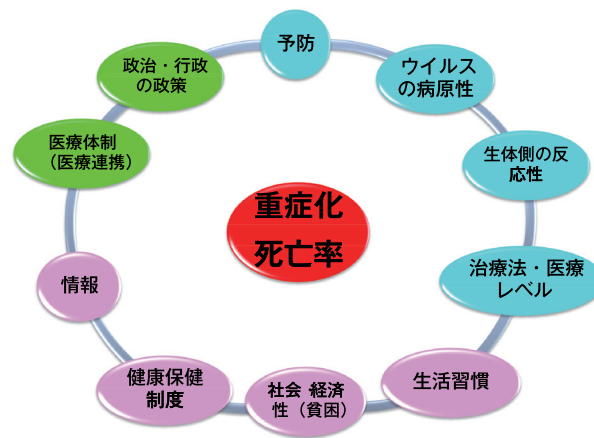 予防
ウイルス
の病原性
生体側の反
応性
治療法・医療
レベル
生活習慣
社会 経済
性（貧困）
健康保健
制度
情報
医療体制
（医療連携）
政治・行政
の政策
重症化
死亡率